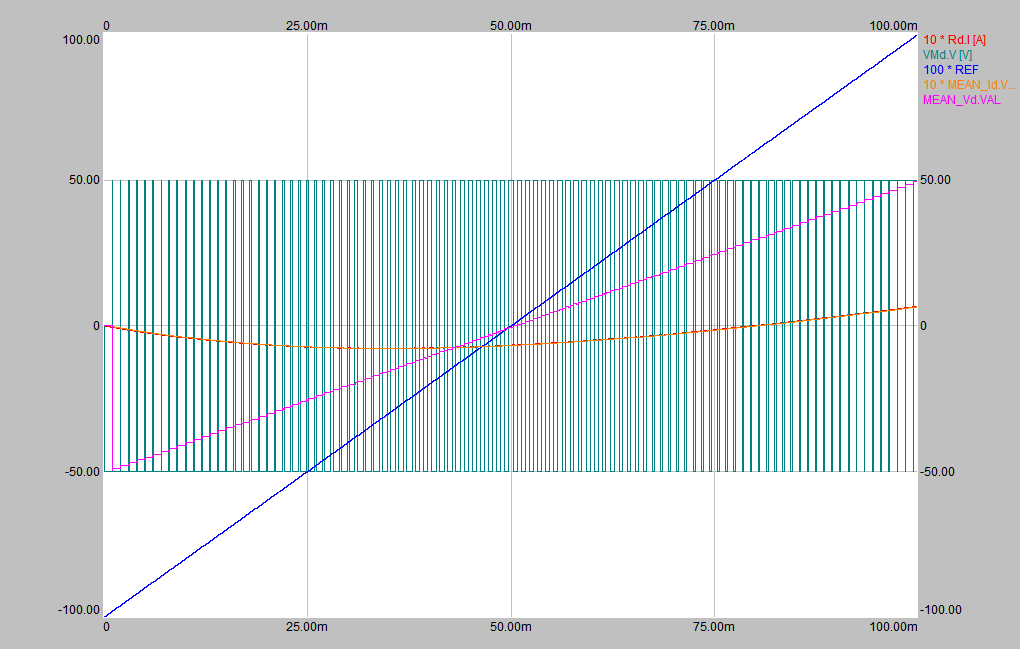 0 25.00m 50.00m 75.00m 100.00m
100.00
10 * Rd.I [A]
VMd.V [V]
100 * REF
10 * MEAN_Id.V...
MEAN_Vd.VAL
50.00 50.00
0 0
-50.00 -50.00
-100.00 -100.00
0 25.00m 50.00m 75.00m 100.00m